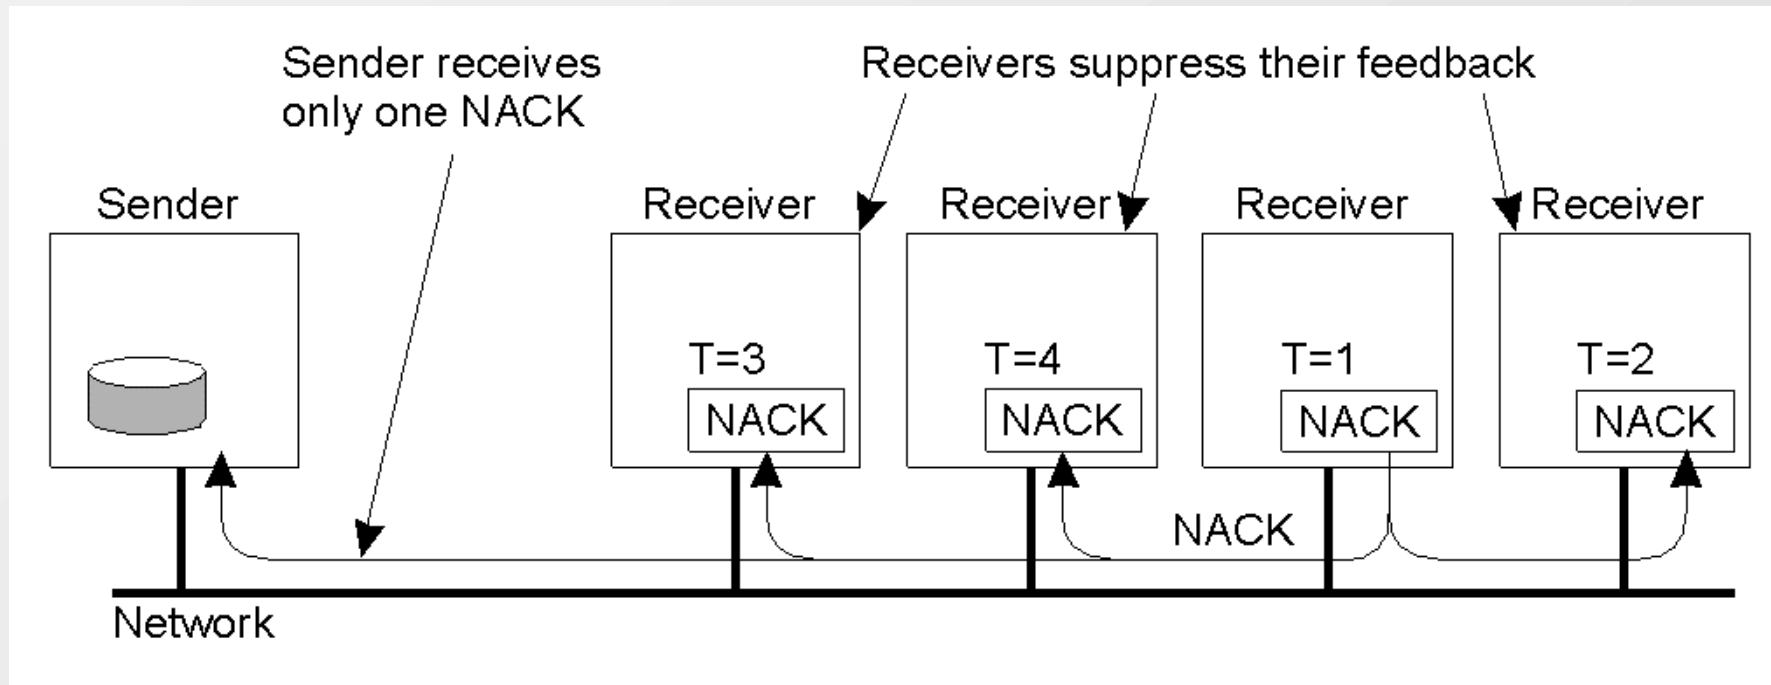 Sender receives
only one NACK
Receivers suppress their feedback
Sender
Receiver
Receiver
Receiver
Receiver
T=3
T=4
T=1
T=2
NACK
NACK
NACK
NACK
NACK
Network